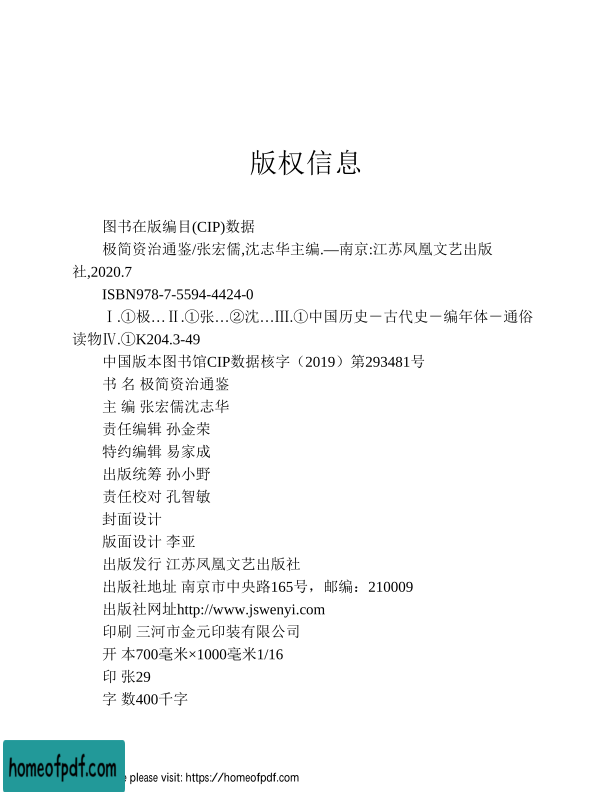 版权信息
图书在版编目(CIP)数据
极简资治通鉴/张宏儒,沈志华主编.—南京:江苏凤凰文艺出版
社,2020.7
ISBN978-7-5594-4424-0
Ⅰ.①极…Ⅱ.①张…②沈…Ⅲ.①中国历史－古代史－编年体－通俗
读物Ⅳ.①K204.3-49
中国版本图书馆CIP数据核字（2019）第293481号
书 名 极简资治通鉴
主 编 张宏儒沈志华
责任编辑 孙金荣
特约编辑 易家成
出版统筹 孙小野
责任校对 孔智敏
封面设计
版面设计 李亚
出版发行 江苏凤凰文艺出版社
出版社地址 南京市中央路165号，邮编：210009
出版社网址http://www.jswenyi.com
印刷 三河市金元印装有限公司
开 本700毫米×1000毫米1/16
印 张29
字 数400千字
homeofpdf.com
please visit: https://homeofpdf.com